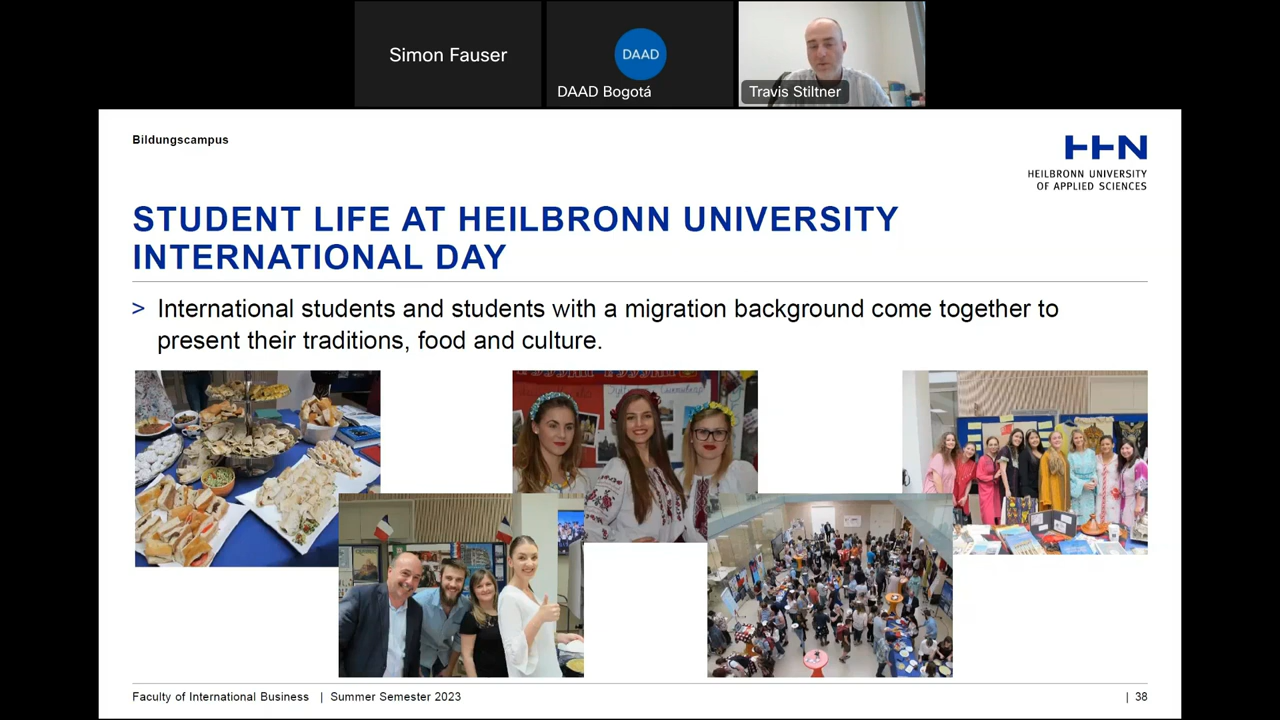 Simon Fauser
DAAD
DAAD Bogotá
Travis Stiltner
Bildungscampus
HHN
HEILBRONN UNIVERSITY
OF APPLIED SCIENCES
STUDENT LIFE AT HEILBRONN UNIVERSITY
INTERNATIONAL DAY
> International students and students with a migration background come together to
present their traditions, food and culture.
Faculty of International Business | Summer Semester 2023
| 38